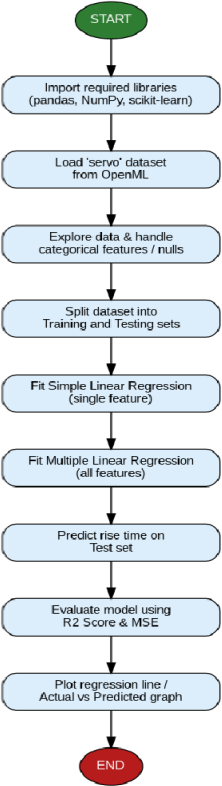 START
Import required libraries
(pandas, NumPy, scikit-learn)
Load 'servo' dataset
from OpenML
Explore data & handle
categorical features / nulls
Split dataset into
Training and Testing sets
Fit Simple Linear Regression
(single feature)
Fit Multiple Linear Regression
(all features)
Predict rise time on
Test set
Evaluate model using
R2 Score & MSE
Plot regression line /
Actual vs Predicted graph
END